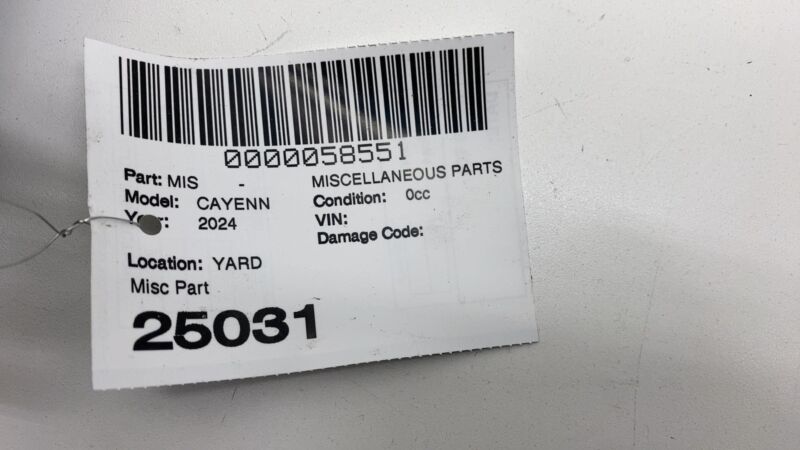 0000058551
Part: MIS - MISCELLANEOUS PARTS
Model: CAYENN Condition: 0cc
2024 VIN:
Damage Code:
Location: YARD
Misc Part
25031